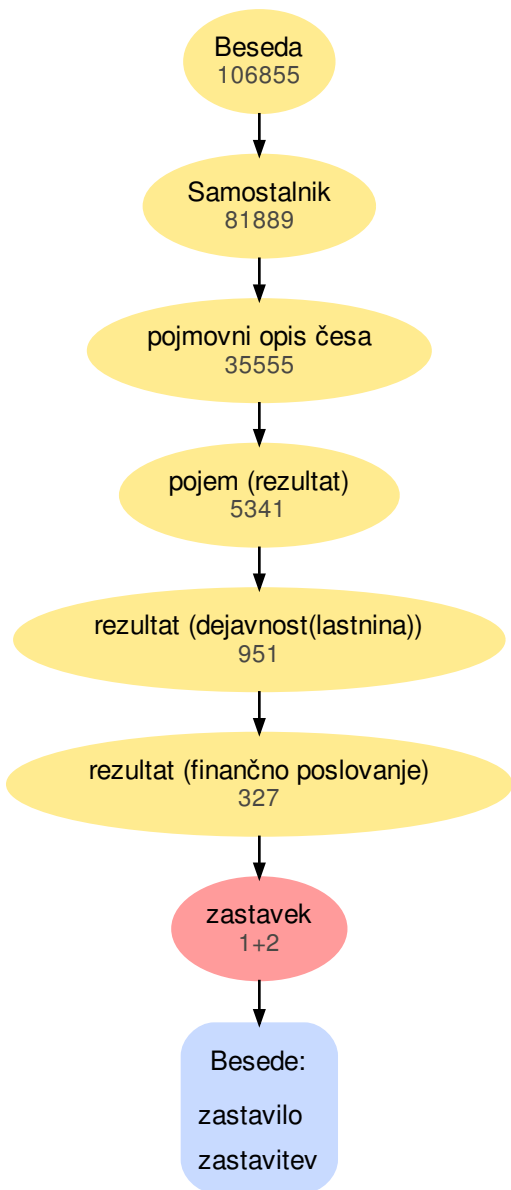 Beseda
106855
Samostalnik
81889
pojmovni opis česa
35555
pojem (rezultat)
5341
rezultat (dejavnost(lastnina))
951
rezultat (finančno poslovanje)
327
zastavek
1+2
Besede:
zastavilo
zastavitev